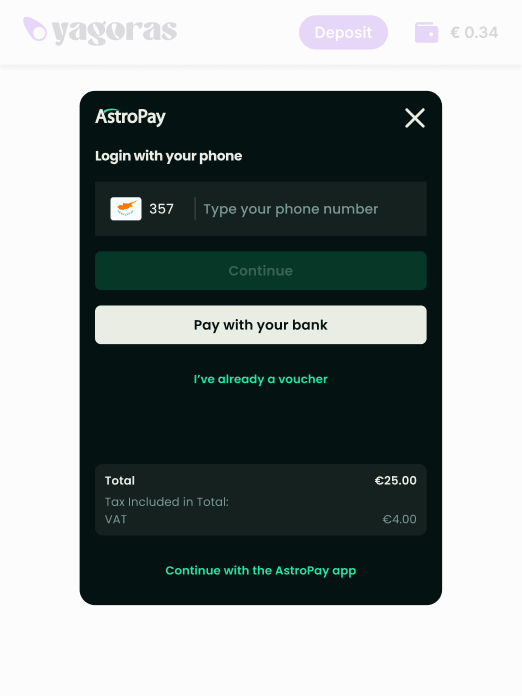 yagoras
Deposit
€ 0.34
AstroPay
Login with your phone
357
Type your phone number
Continue
Pay with your bank
I've already a voucher
Total €25.00
Tax Included in Total:
VAT €4.00
Continue with the AstroPay app